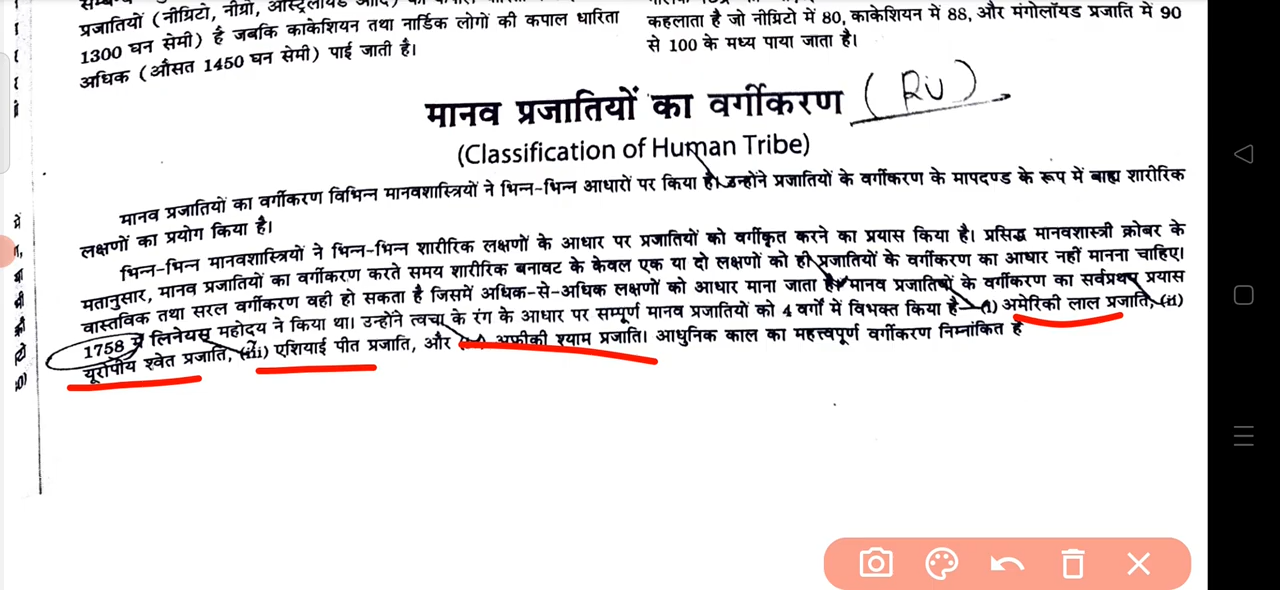 प्रजातियों (नीग्रिटो, नीग्रो, ऑस्ट्रेलॉयड आदि)
1300 घन सेमी) है जबकि काकेशियन तथा नार्डिक लोगों की कपाल धारिता
अधिक (औसत 1450 घन सेमी) पाई जाती है।
कहलाता है जो नीग्रिटो में 80, काकेशियन में 88, और मंगोलॉयड प्रजाति में 90
से 100 के मध्य पाया जाता है।
मानव प्रजातियों का वर्गीकरण (RU)
(Classification of Human Tribe)
मानव प्रजातियों का वर्गीकरण विभिन्न मानवशास्त्रियों ने भिन्न-भिन्न आधारों पर किया है। उन्होंने प्रजातियों के वर्गीकरण के मापदण्ड के रूप में बाह्य शारीरिक
लक्षणों का प्रयोग किया है।
भिन्न-भिन्न मानवशास्त्रियों ने भिन्न-भिन्न शारीरिक लक्षणों के आधार पर प्रजातियों को वर्गीकृत करने का प्रयास किया है। प्रसिद्ध मानवशास्त्री क्रोबर के
मतानुसार, मानव प्रजातियों का वर्गीकरण करते समय शारीरिक बनावट के केवल एक या दो लक्षणों को ही प्रजातियों के वर्गीकरण का आधार नहीं मानना चाहिए।
वास्तविक तथा सरल वर्गीकरण वही हो सकता है जिसमें अधिक-से-अधिक लक्षणों को आधार माना जाता है। मानव प्रजातियों के वर्गीकरण का सर्वप्रथम प्रयास
1758 में लिनेयस महोदय ने किया था। उन्होंने त्वचा के रंग के आधार पर सम्पूर्ण मानव प्रजातियों को 4 वर्गों में विभक्त किया है—(i) अमेरिकी लाल प्रजाति, (ii)
यूरोपीय श्वेत प्रजाति, (iii) एशियाई पीत प्रजाति, और अफ्रीकी श्याम प्रजाति। आधुनिक काल का महत्त्वपूर्ण वर्गीकरण निम्नांकित है